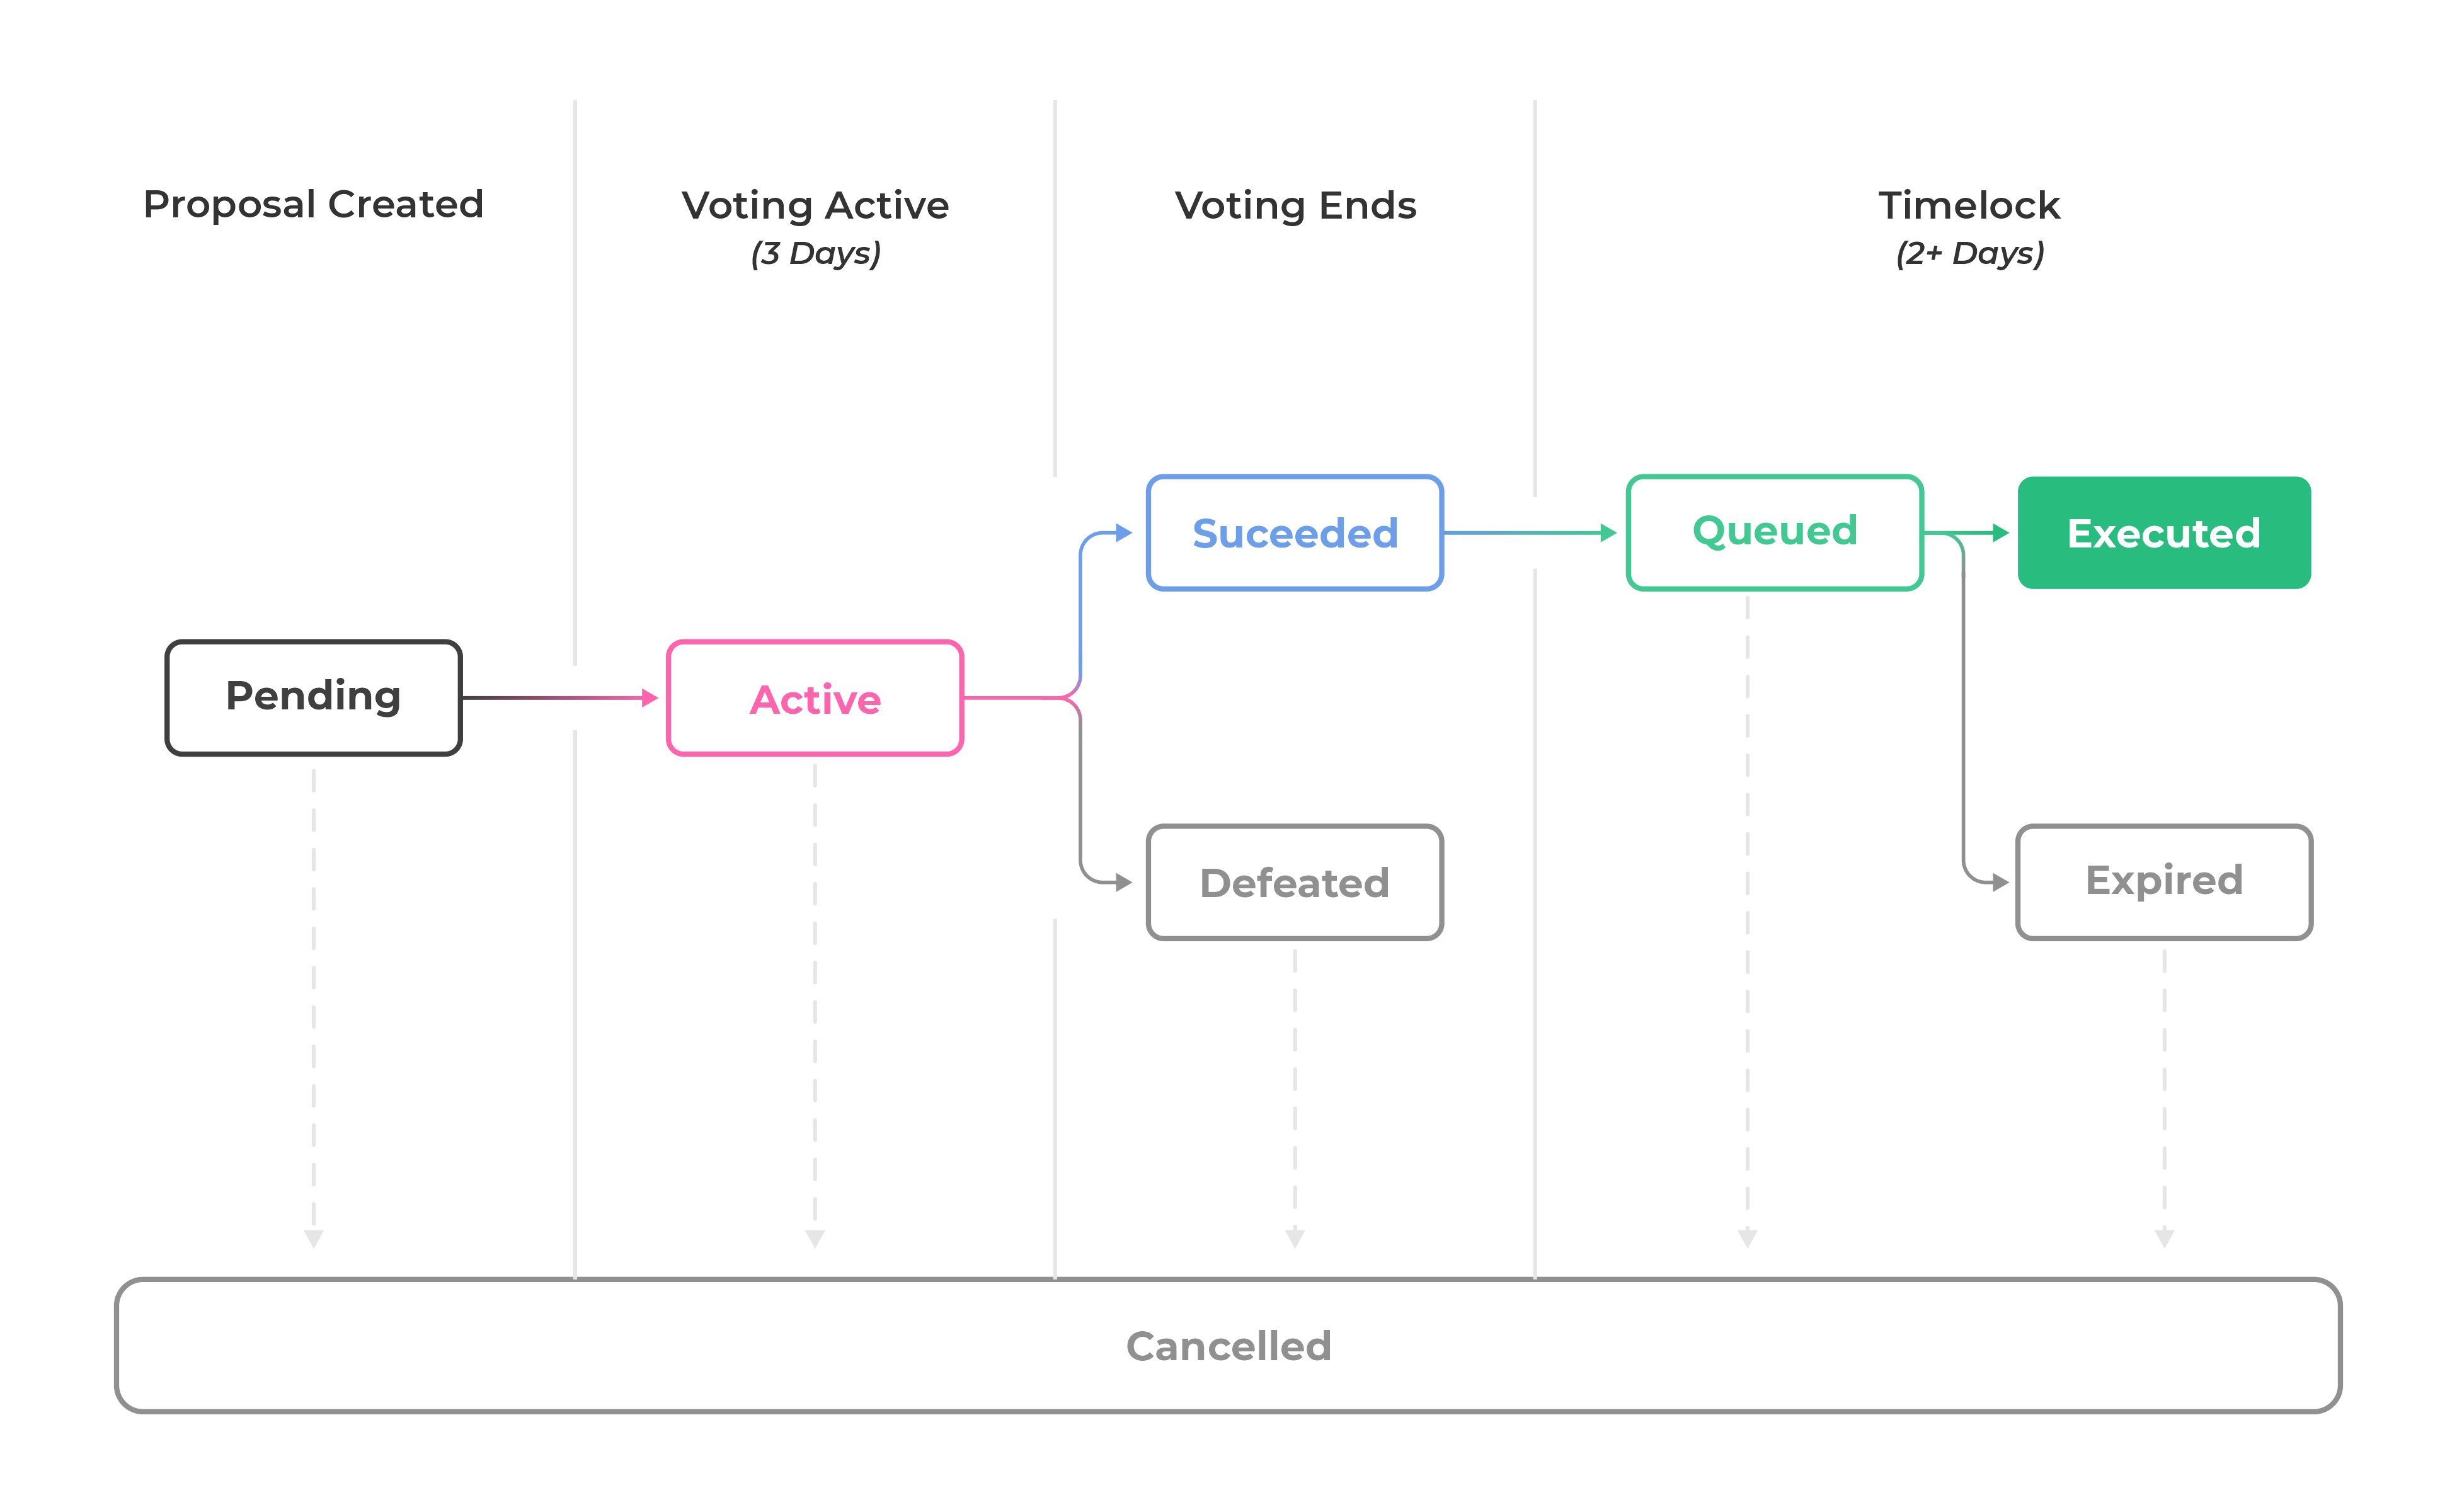 Proposal Created
Voting Active
(3 Days)
Voting Ends
Timelock
(2+ Days)
Pending
Active
Suceeded
Defeated
Queued
Executed
Expired
Cancelled